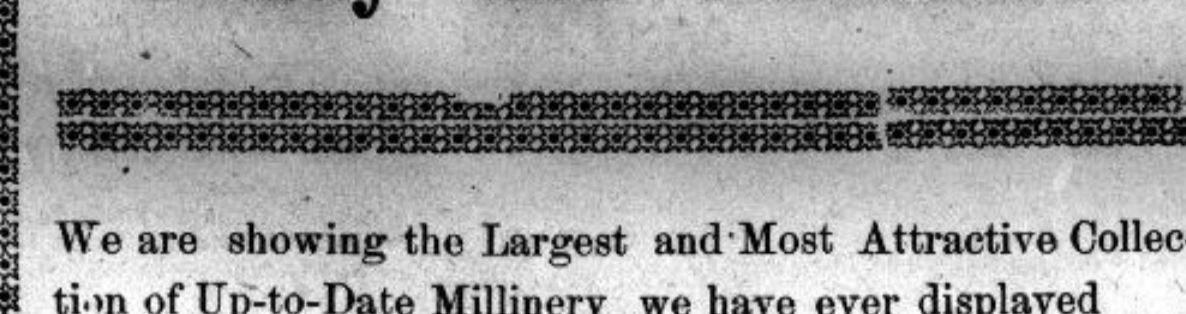 We are showing the Largest and Most Attractive Collec-
tion of Up-to-Date Millinery we have ever displayed